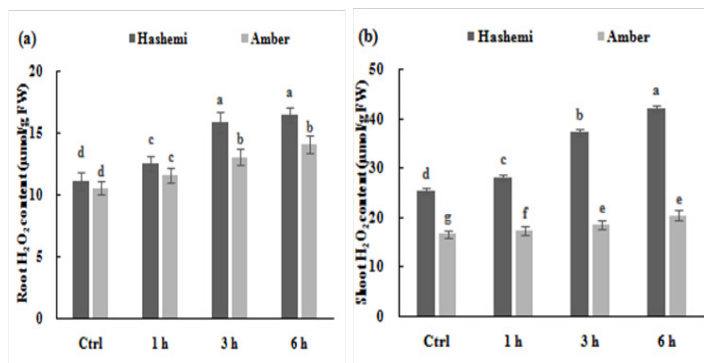 (a)
Hashemi Amber
Root H₂O₂ content (µmol/g FW)
20
15
10
5
0
d d c c a b a b
Ctrl 1 h 3 h 6 h
(b)
Hashemi Amber
Shoot H₂O₂ content (µmol/g FW)
50
40
30
20
10
0
d g c f b e a e
Ctrl 1 h 3 h 6 h